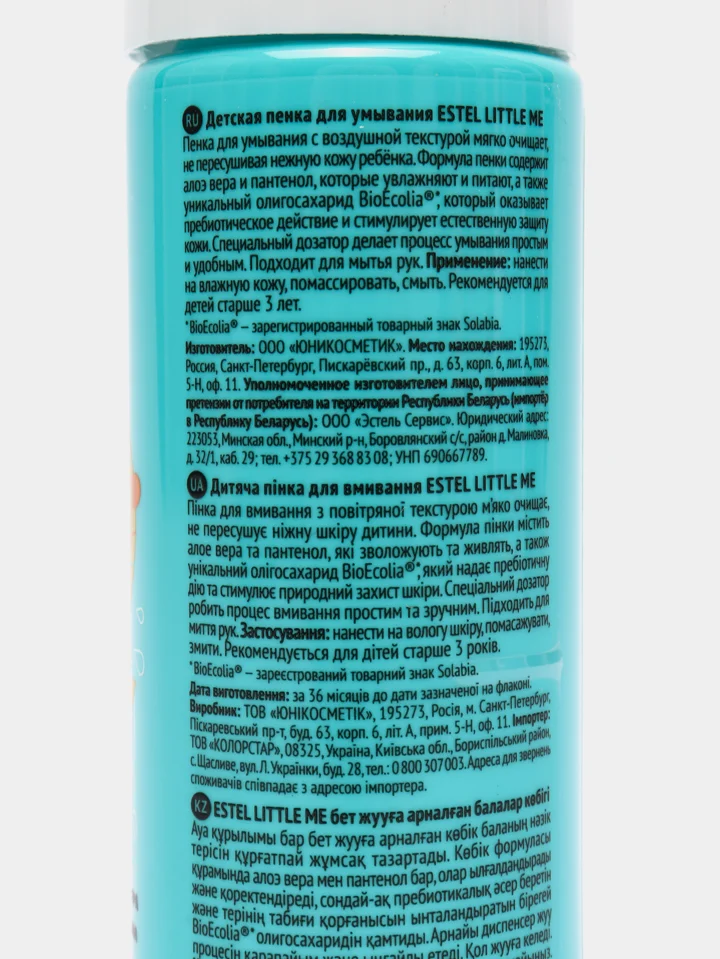 RU Детская пенка для умывания ESTEL LITTLE ME
Пенка для умывания с воздушной текстурой мягко очищает,
не пересушивая нежную кожу ребёнка. Формула пенки содержит
алоэ вера и пантенол, которые увлажняют и питают, а также
уникальный олигосахарид BioEcolia®*, который оказывает
пребиотическое действие и стимулирует естественную защиту
кожи. Специальный дозатор делает процесс умывания простым
и удобным. Подходит для мытья рук. Применение: нанести
на влажную кожу, помассировать, смыть. Рекомендуется для
детей старше 3 лет.
*BioEcolia® – зарегистрированный товарный знак Solabia.
Изготовитель: ООО «ЮНИКОСМЕТИК». Место нахождения: 195273,
Россия, Санкт-Петербург, Пискарёвский пр., д. 63, корп. 6, лит. А, пом.
5-Н, оф. 11. Уполномоченное изготовителем лицо, принимающее
претензии от потребителя на территории Республики Беларусь (импортёр
в Республику Беларусь): ООО «Эстель Сервис». Юридический адрес:
223053, Минская обл., Минский р-н, Боровлянский с/с, район д. Малиновка,
д. 32/1, каб. 29; тел. +375 29 368 83 08; УНП 690667789.
UA Дитяча пінка для вмивання ESTEL LITTLE ME
Пінка для вмивання з повітряної текстурою м'яко очищає,
не пересушує ніжну шкіру дитини. Формула пінки містить
алое вера та пантенол, які зволожують та живлять, а також
унікальний олігосахарид BioEcolia®*, який надає пребіотичну
дію та стимулює природний захист шкіри. Спеціальний дозатор
робить процес вмивання простим та зручним. Підходить для
миття рук. Застосування: нанести на вологу шкіру, помасажувати,
змити. Рекомендується для дітей старше 3 років.
*BioEcolia® – зареєстрований товарний знак Solabia.
Дата виготовлення: за 36 місяців до дати зазначеної на флаконі.
Виробник: ТОВ «ЮНІКОСМЕТІК», 195273, Росія, м. Санкт-Петербург,
Піскаревський пр-т, буд. 63, корп. 6, літ. А, прим. 5-Н, оф. 11. Імпортер:
ТОВ «КОЛОРСТАР», 08325, Україна, Київська обл., Бориспільський район,
с. Щасливе, вул. Л. Українки, буд. 28, тел.: 0 800 307 003. Адреса для звернень
споживачів співпадає з адресою імпортера.
KZ ESTEL LITTLE ME бет жууға арналған балалар көбігі
Ауа құрылымы бар бет жууға арналған көбік баланың нәзік
терісін құрғатпай жұмсақ тазартады. Көбік формуласы
құрамында алоэ вера мен пантенол бар, олар ылғалдандырады
және қоректендіреді, сондай-ақ пребиотикалық әсер беретін
және терінің табиғи қорғанысын ынталандыратын бірегей
BioEcolia®* олигосахаридін қамтиды. Арнайы диспенсер жуу
процесін қарапайым және ыңғайлы етеді. Қол жууға келеді.